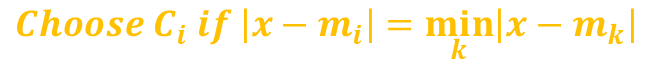 Choose C_i if |x − m_i| = min_k |x − m_k|